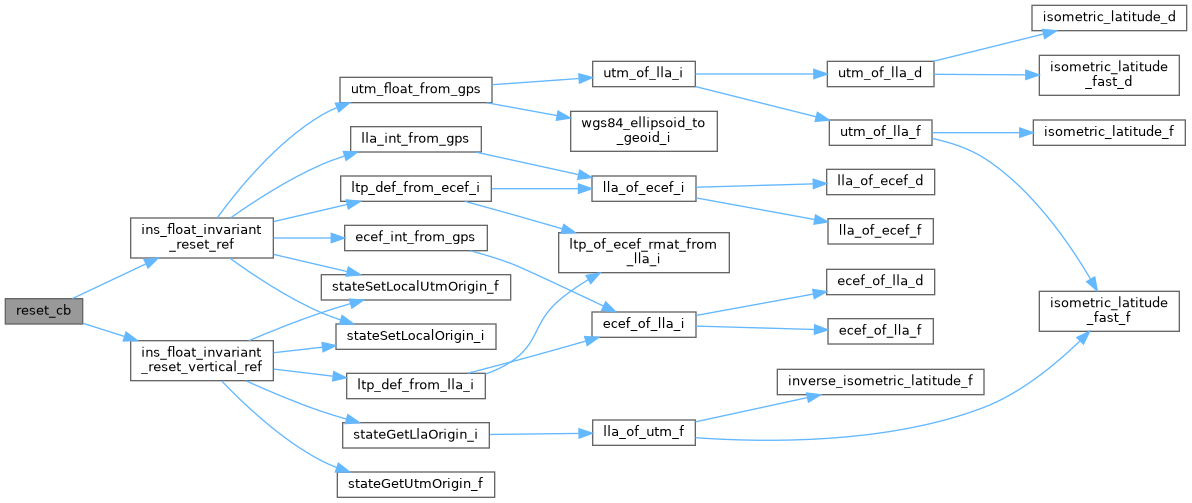 reset_cb
ins_float_invariant
_reset_ref
ins_float_invariant
_reset_vertical_ref
utm_float_from_gps
lla_int_from_gps
ltp_def_from_ecef_i
ecef_int_from_gps
stateSetLocalUtmOrigin_f
stateSetLocalOrigin_i
ltp_def_from_lla_i
stateGetLlaOrigin_i
stateGetUtmOrigin_f
utm_of_lla_i
wgs84_ellipsoid_to
_geoid_i
lla_of_ecef_i
ltp_of_ecef_rmat_from
_lla_i
ecef_of_lla_i
lla_of_utm_f
utm_of_lla_d
utm_of_lla_f
lla_of_ecef_d
lla_of_ecef_f
ecef_of_lla_d
ecef_of_lla_f
inverse_isometric_latitude_f
isometric_latitude_d
isometric_latitude
_fast_d
isometric_latitude_f
isometric_latitude
_fast_f